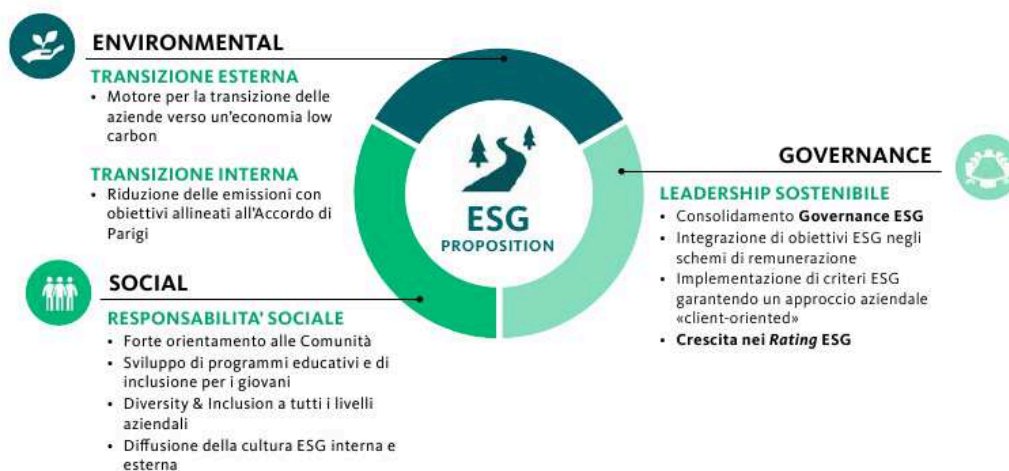 ENVIRONMENTAL
TRANSIZIONE ESTERNA
• Motore per la transizione delle
aziende verso un'economia low
carbon
TRANSIZIONE INTERNA
• Riduzione delle emissioni con
obiettivi allineati all'Accordo di
Parigi
SOCIAL
RESPONSABILITA' SOCIALE
• Forte orientamento alle Comunità
• Sviluppo di programmi educativi e di
inclusione per i giovani
• Diversity & Inclusion a tutti i livelli
aziendali
• Diffusione della cultura ESG interna e
esterna
ESG
PROPOSITION
GOVERNANCE
LEADERSHIP SOSTENIBILE
• Consolidamento Governance ESG
• Integrazione di obiettivi ESG negli
schemi di remunerazione
• Implementazione di criteri ESG
garantendo un approccio aziendale
«client-oriented»
• Crescita nei Rating ESG